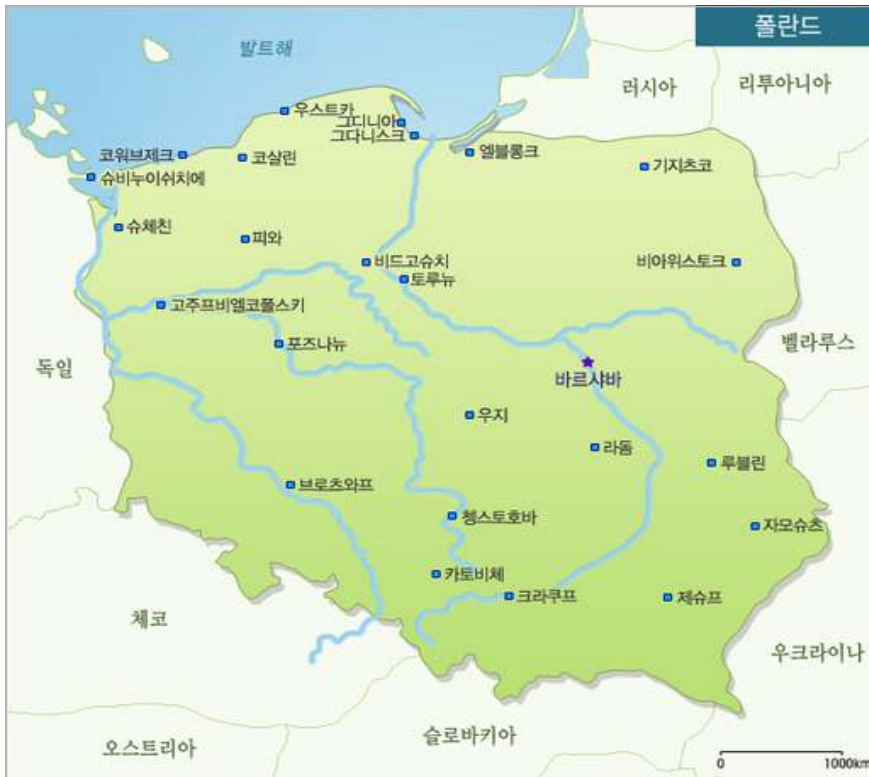 폴란드
발트해
러시아
리투아니아
우스트카
그디니아
그다니스크
엘블롱크
코워브제크
코샬린
기지츠코
슈비누이쉬치에
슈체친
피와
비드고슈치
비아위스토크
토루뉴
고주프비엘코폴스키
포즈나뉴
벨라루스
독일
바르샤바
우지
라돔
루블린
브로츠와프
쳉스토호바
자모슈츠
카토비체
크라쿠프
제슈프
체코
우크라이나
슬로바키아
오스트리아
0 1000km